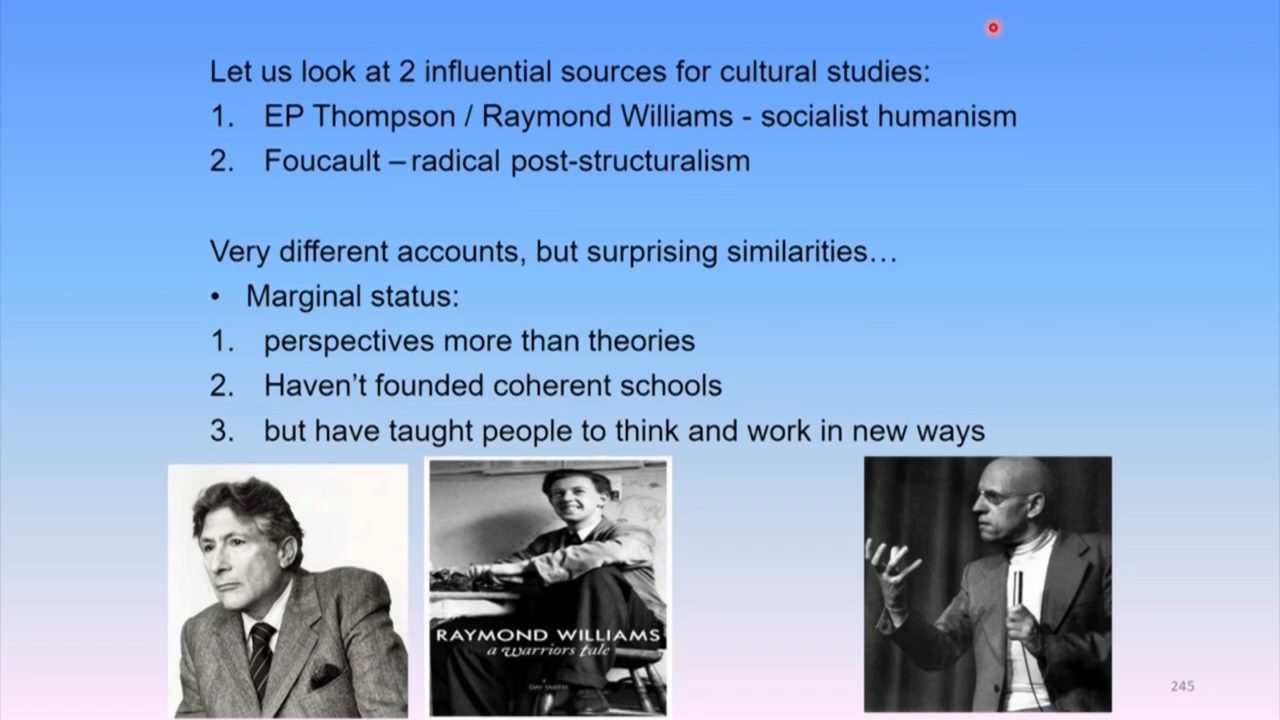 Let us look at 2 influential sources for cultural studies:
1. EP Thompson / Raymond Williams - socialist humanism
2. Foucault – radical post-structuralism
Very different accounts, but surprising similarities…
• Marginal status:
1. perspectives more than theories
2. Haven’t founded coherent schools
3. but have taught people to think and work in new ways
RAYMOND WILLIAMS
a warriors tale
DAI SMITH
245